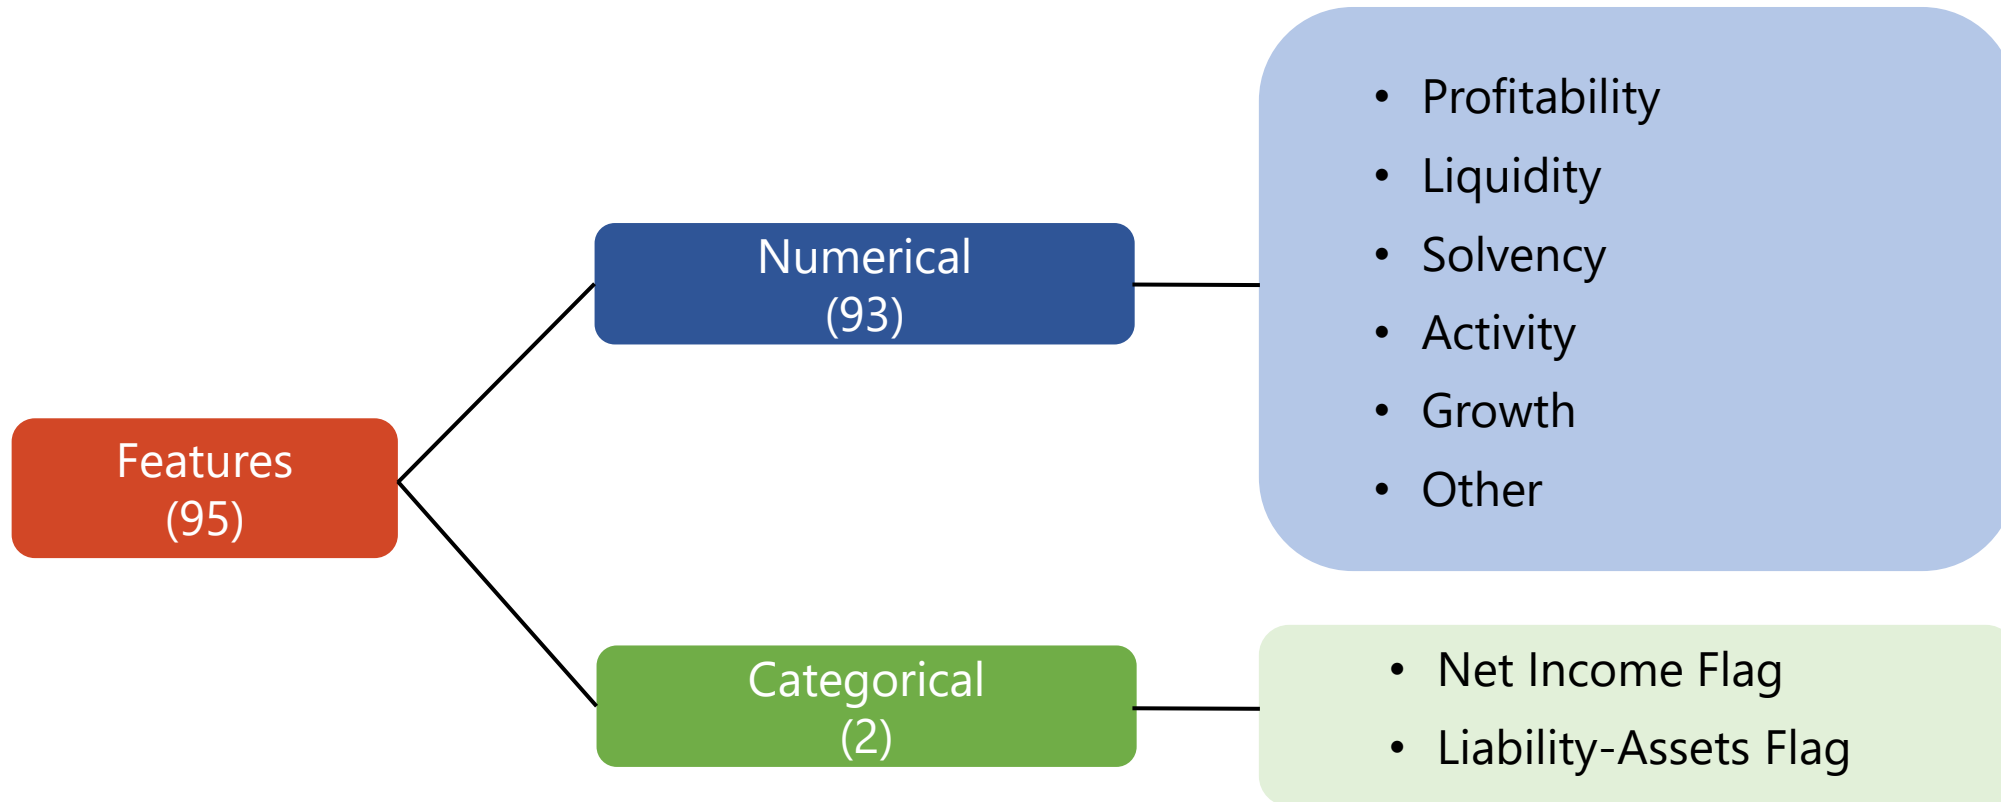 Features
(95)
Numerical
(93)
• Profitability
• Liquidity
• Solvency
• Activity
• Growth
• Other
Categorical
(2)
• Net Income Flag
• Liability-Assets Flag